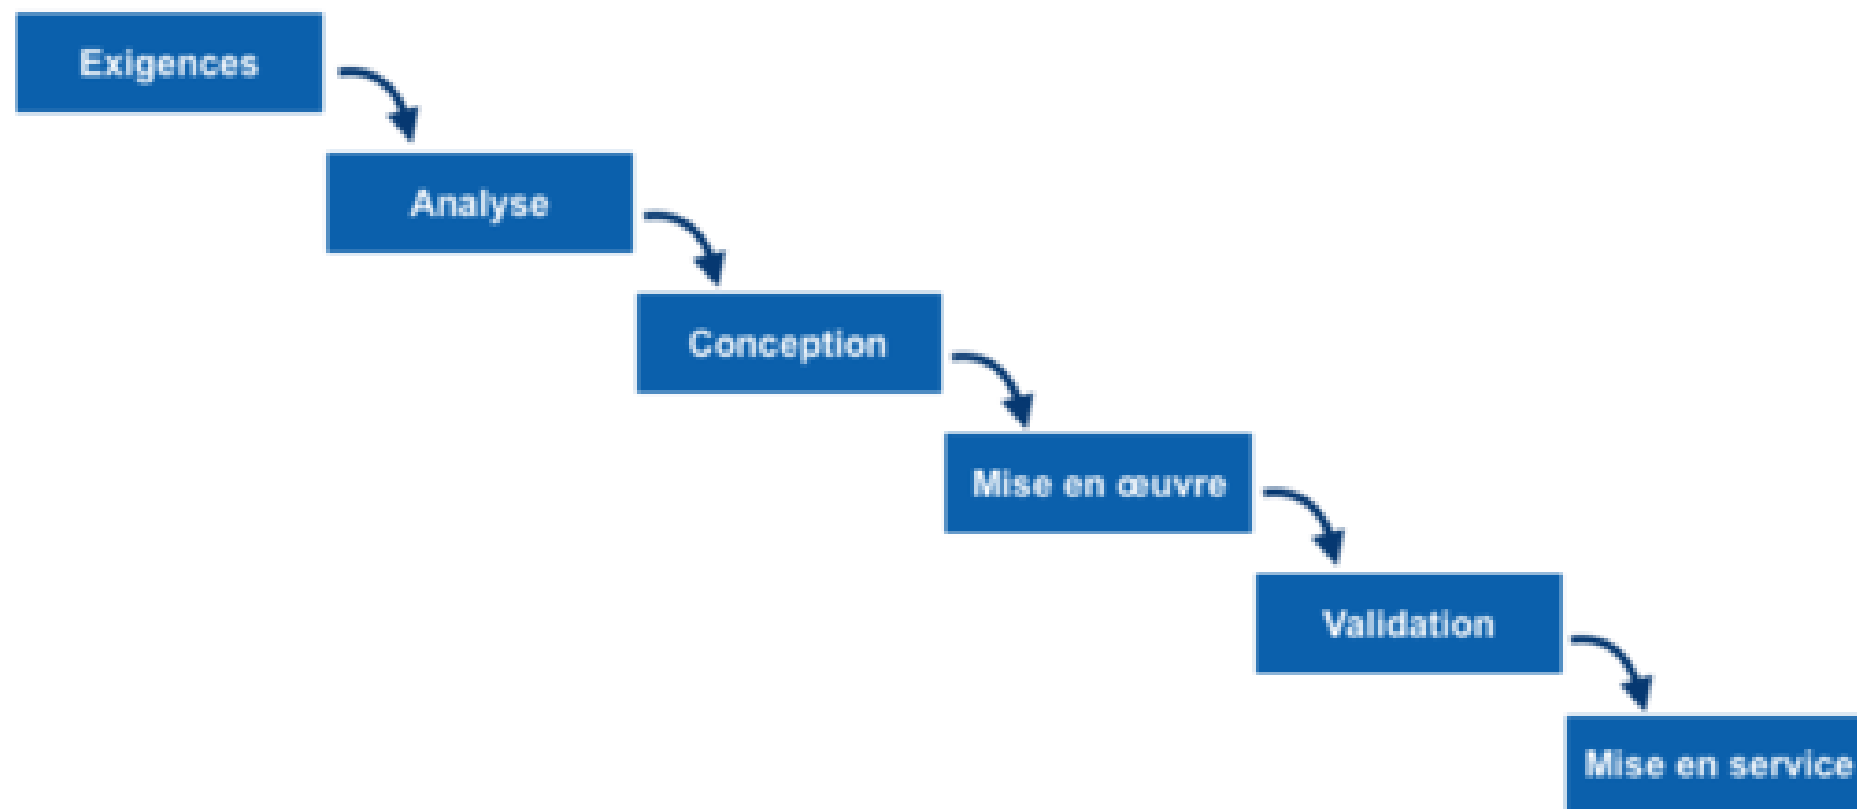 Exigences
Analyse
Conception
Mise en œuvre
Validation
Mise en service